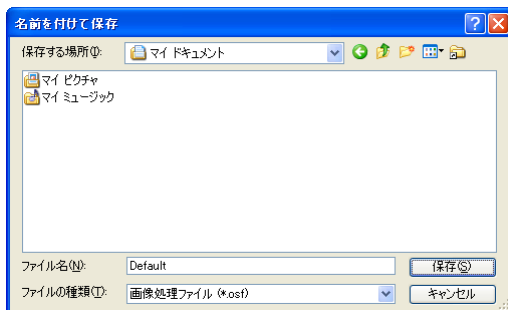 名前を付けて保存
保存する場所(I):
マイ ドキュメント
マイ ピクチャ
マイ ミュージック
ファイル名(N):
Default
保存(S)
ファイルの種類(T):
画像処理ファイル (*.osf)
キャンセル